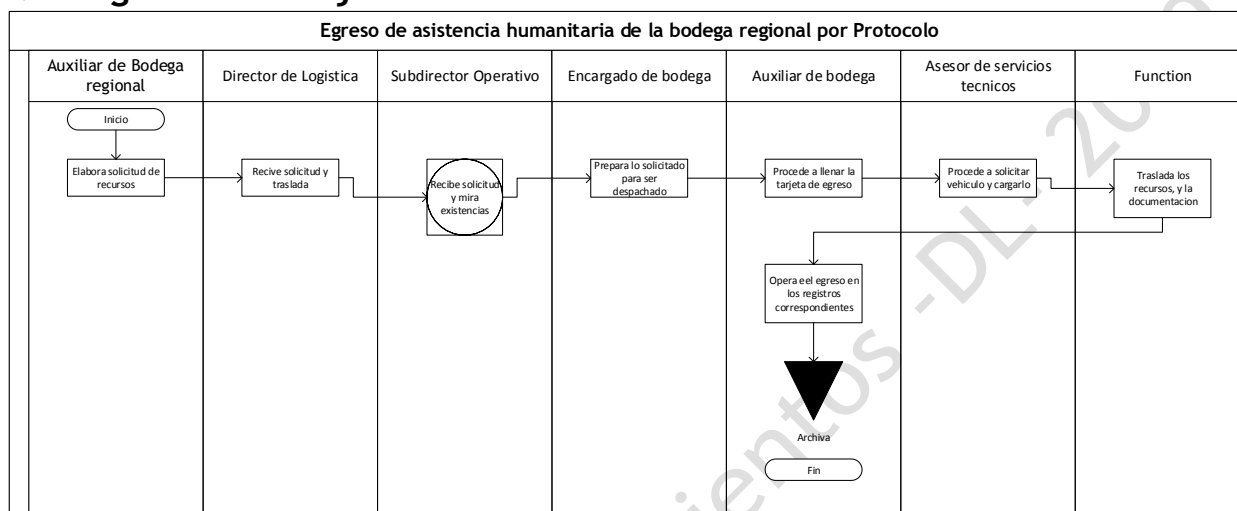 Egreso de asistencia humanitaria de la bodega regional por Protocolo
Auxiliar de Bodega
regional
Director de Logistica
Subdirector Operativo
Encargado de bodega
Auxiliar de bodega
Asesor de servicios
tecnicos
Function
Inicio
Elabora solicitud de
recursos
Recive solicitud y
traslada
Recibe solicitud
y mira
existencias
Prepara lo solicitado
para ser
despachado
Procede a llenar la
tarjeta de egreso
Procede a solicitar
vehiculo y cargarlo
Traslada los
recursos, y la
documentacion
Opera eel egreso en
los registros
correspondientes
Archiva
Fin